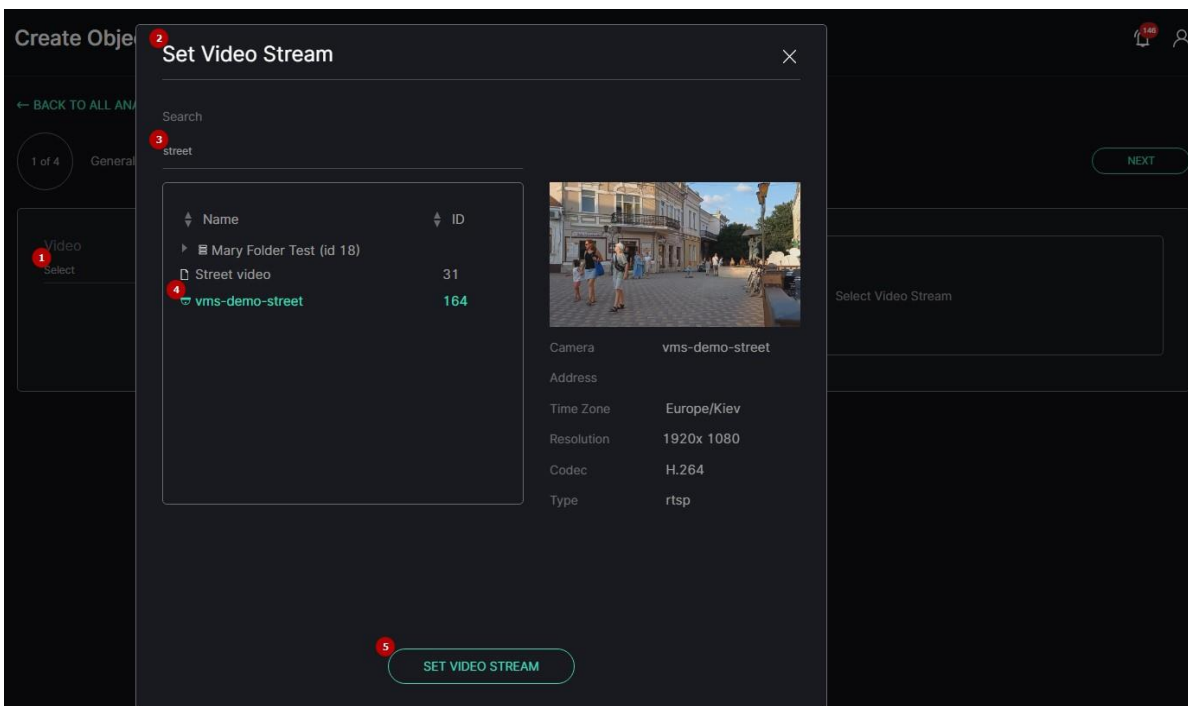 Create Obje
146
← BACK TO ALL ANA
1 of 4
General
NEXT
1
Video
Select
Select Video Stream
2
Set Video Stream
Search
3
street
Name ID
Mary Folder Test (id 18)
Street video 31
4
vms-demo-street 164
Camera vms-demo-street
Address
Time Zone Europe/Kiev
Resolution 1920x 1080
Codec H.264
Type rtsp
5
SET VIDEO STREAM